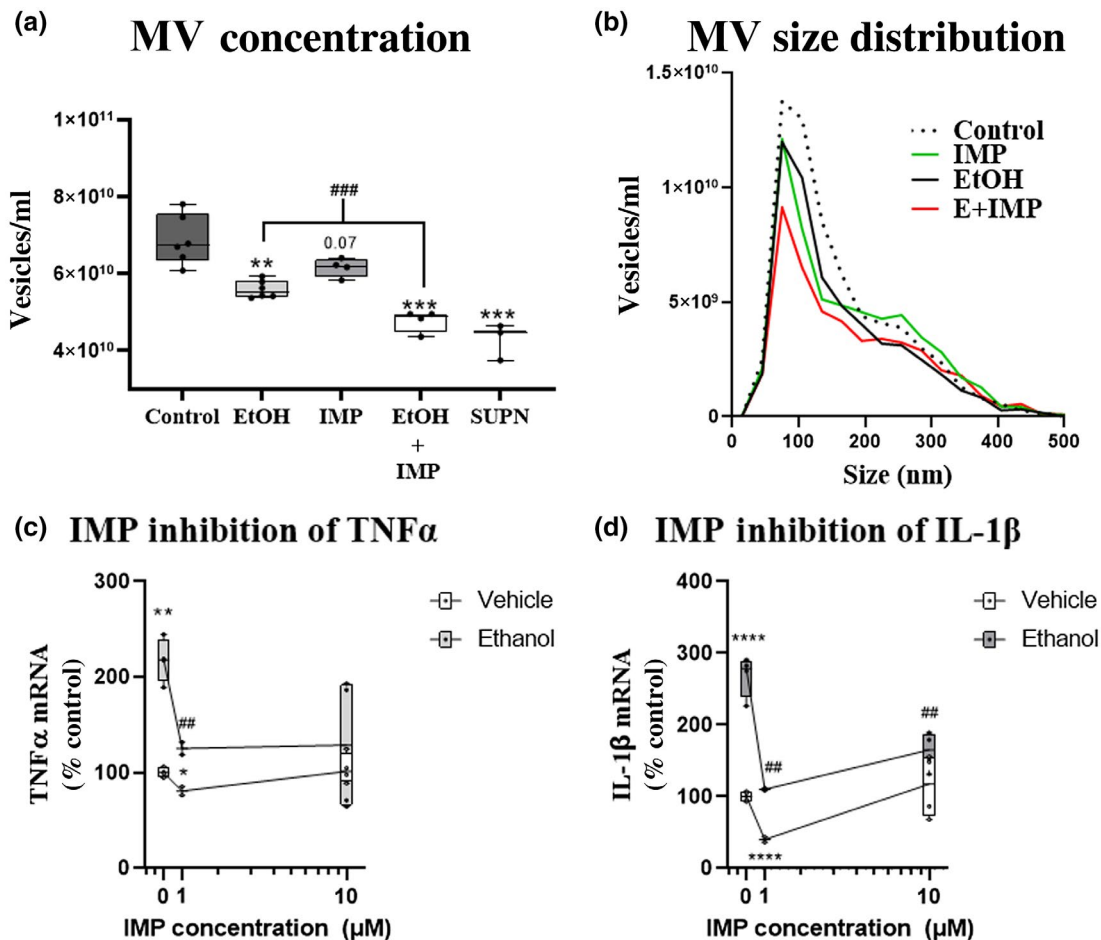 (a) MV concentration
1×10¹¹
8×10¹⁰
6×10¹⁰
4×10¹⁰
Vesicles/ml
###
**
0.07
***
***
Control
EtOH
IMP
EtOH
+
IMP
SUPN
(b) MV size distribution
1.5×10¹⁰
1×10¹⁰
5×10⁹
0
Vesicles/ml
Control
IMP
EtOH
E+IMP
0 100 200 300 400 500
Size (nm)
(c) IMP inhibition of TNFα
300
200
100
0
TNFα mRNA
(% control)
**
##
*
Vehicle
Ethanol
0 1 10
IMP concentration (µM)
(d) IMP inhibition of IL-1β
400
300
200
100
0
IL-1β mRNA
(% control)
****
##
##
****
Vehicle
Ethanol
0 1 10
IMP concentration (µM)